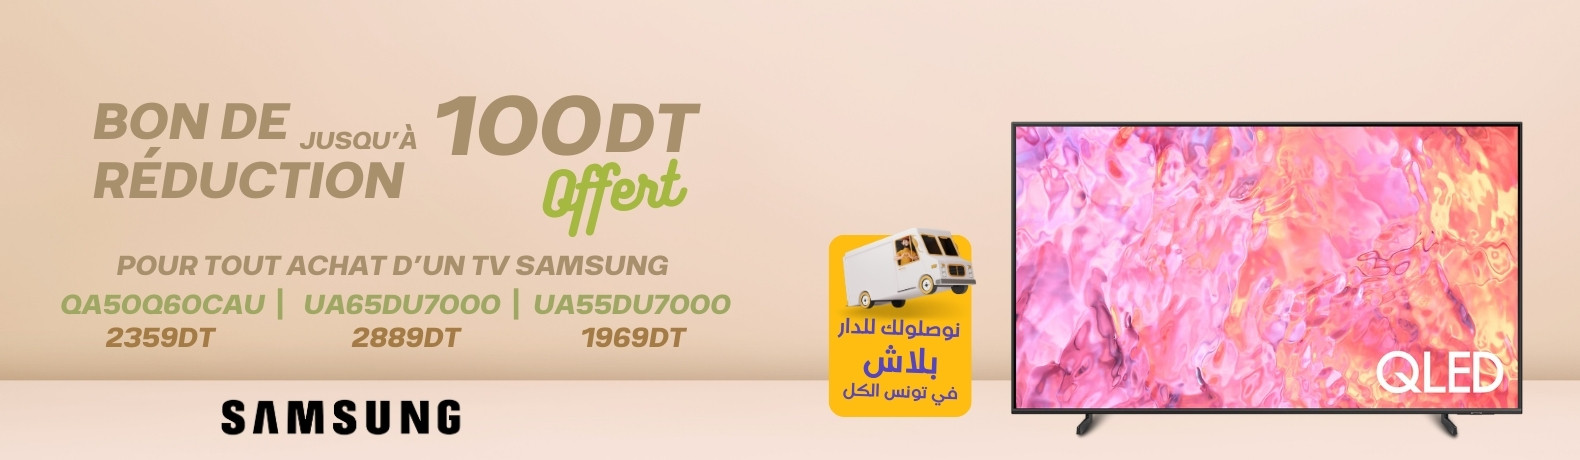 BON DE JUSQU'À 100DT
RÉDUCTION
Offert
POUR TOUT ACHAT D'UN TV SAMSUNG
QA50Q60CAU | UA65DU7000 | UA55DU7000
2359DT 2889DT 1969DT
SAMSUNG
نوصلولك للدار
بلاش
في تونس الكل
QLED